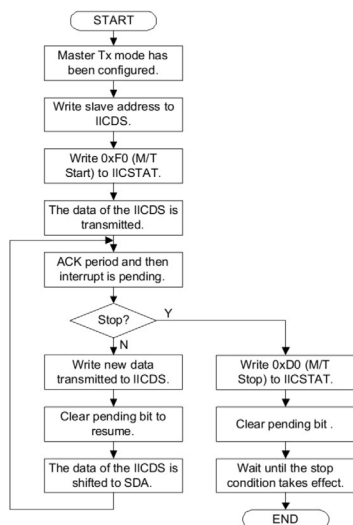 START
Master Tx mode has
been configured.
Write slave address to
IICDS.
Write 0xF0 (M/T
Start) to IICSTAT.
The data of the IICDS is
transmitted.
ACK period and then
interrupt is pending.
Stop?
Y
N
Write new data
transmitted to IICDS.
Clear pending bit to
resume.
The data of the IICDS is
shifted to SDA.
Write 0xD0 (M/T
Stop) to IICSTAT.
Clear pending bit .
Wait until the stop
condition takes effect.
END